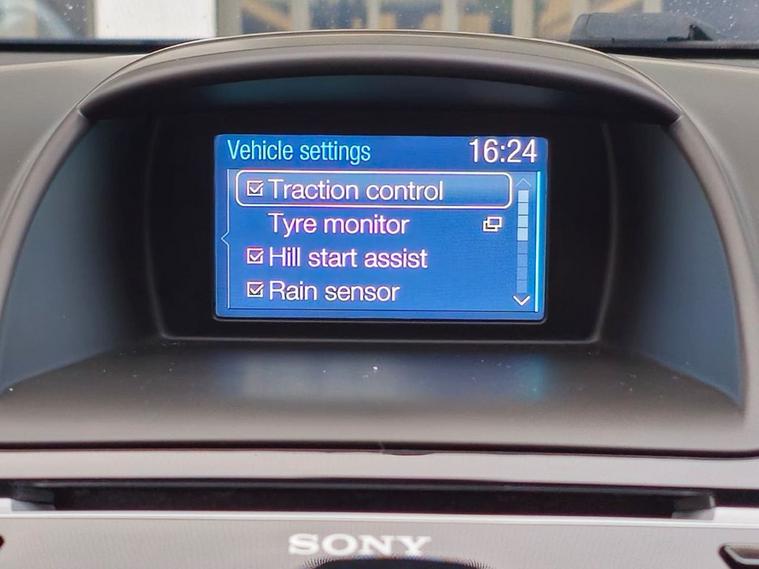 Vehicle settings 16:24
Traction control
Tyre monitor
Hill start assist
Rain sensor
SONY